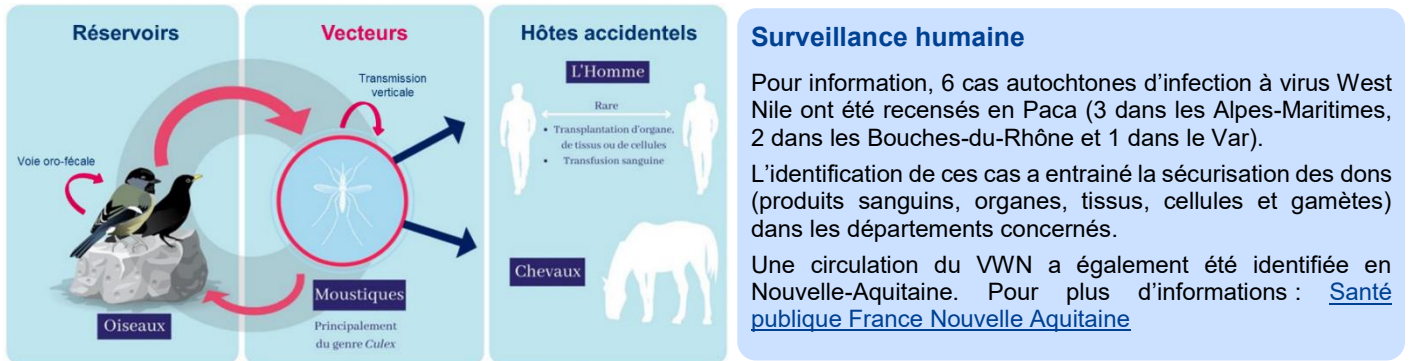 Réservoirs
Voie oro-fécale
Oiseaux
Vecteurs
Transmission
verticale
Moustiques
Principalement
du genre Culex
Hôtes accidentels
L'Homme
Rare
• Transplantation d'organe,
de tissus ou de cellules
• Transfusion sanguine
Chevaux
Surveillance humaine
Pour information, 6 cas autochtones d’infection à virus West
Nile ont été recensés en Paca (3 dans les Alpes-Maritimes,
2 dans les Bouches-du-Rhône et 1 dans le Var).
L’identification de ces cas a entrainé la sécurisation des dons
(produits sanguins, organes, tissus, cellules et gamètes)
dans les départements concernés.
Une circulation du VWN a également été identifiée en
Nouvelle-Aquitaine. Pour plus d’informations : Santé
publique France Nouvelle Aquitaine